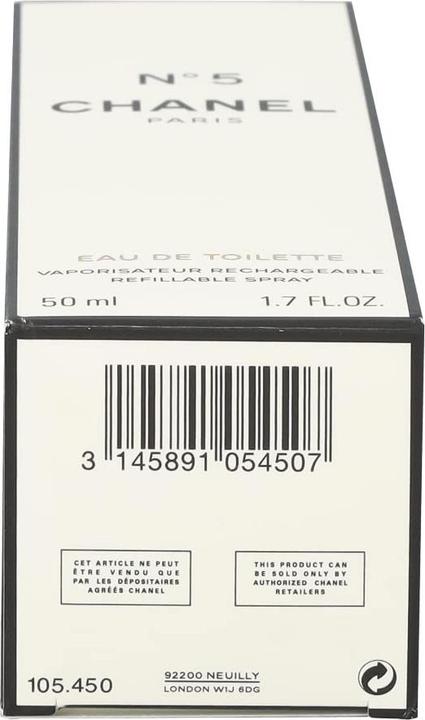 N°5
CHANEL
PARIS
EAU DE TOILETTE
VAPORISATEUR RECHARGEABLE
REFILLABLE SPRAY
50 ml 1.7 FL.OZ.
3 145891 054507
CET ARTICLE NE PEUT
ÊTRE VENDU QUE
PAR LES DÉPOSITAIRES
AGRÉÉS CHANEL
THIS PRODUCT CAN
BE SOLD ONLY BY
AUTHORIZED CHANEL
RETAILERS
105.450
92200 NEUILLY
LONDON W1J 6DG